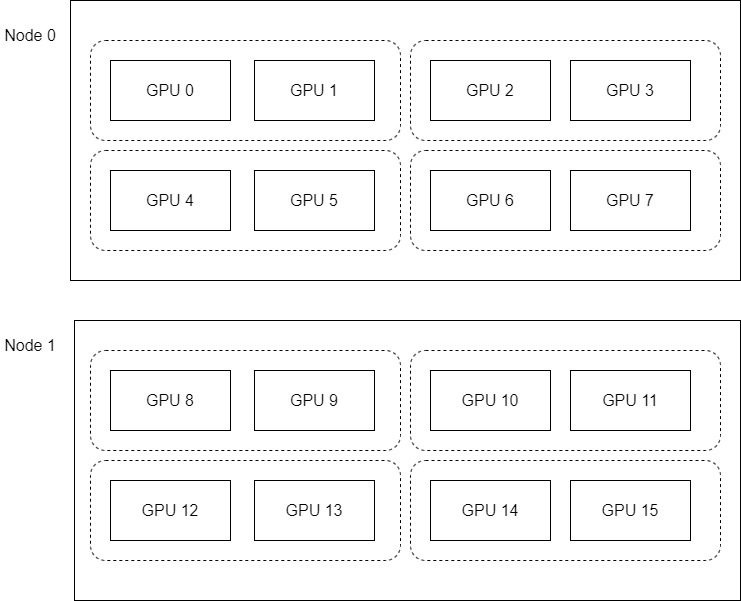 Node 0
GPU 0
GPU 1
GPU 2
GPU 3
GPU 4
GPU 5
GPU 6
GPU 7
Node 1
GPU 8
GPU 9
GPU 10
GPU 11
GPU 12
GPU 13
GPU 14
GPU 15